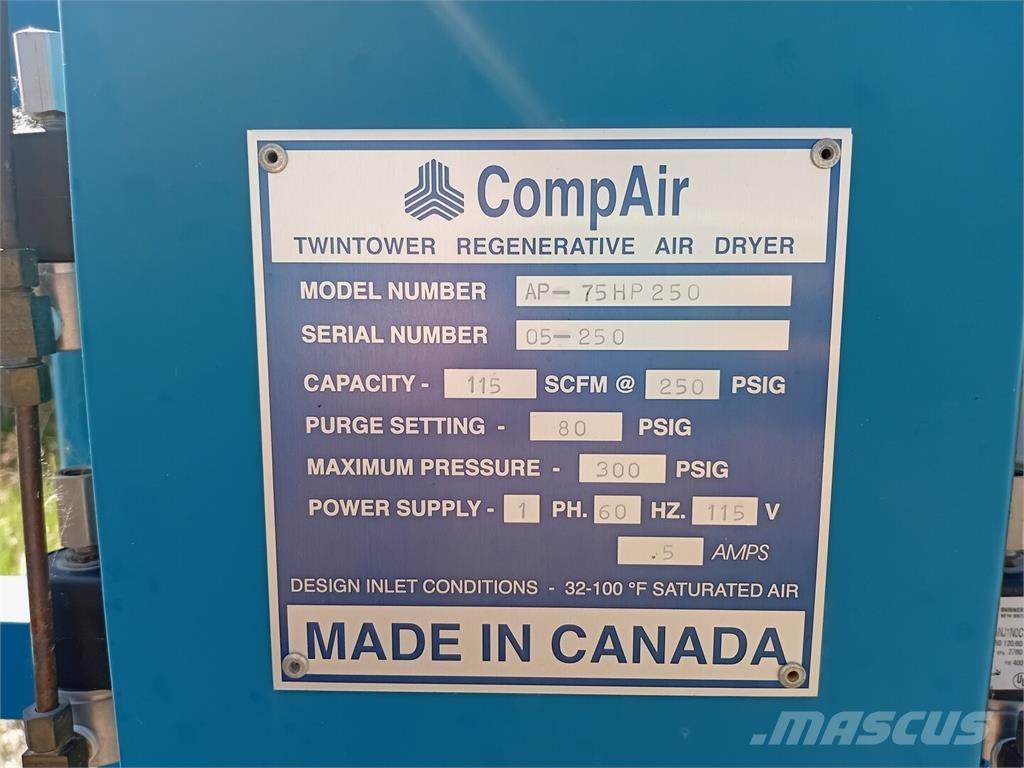 CompAir
TWINTOWER REGENERATIVE AIR DRYER
MODEL NUMBER AP-75HP250
SERIAL NUMBER 05-250
CAPACITY - 115 SCFM @ 250 PSIG
PURGE SETTING - 80 PSIG
MAXIMUM PRESSURE - 300 PSIG
POWER SUPPLY - 1 PH. 60 HZ. 115 V
.5 AMPS
DESIGN INLET CONDITIONS - 32-100 °F SATURATED AIR
MADE IN CANADA
SKINNER
MASCUS